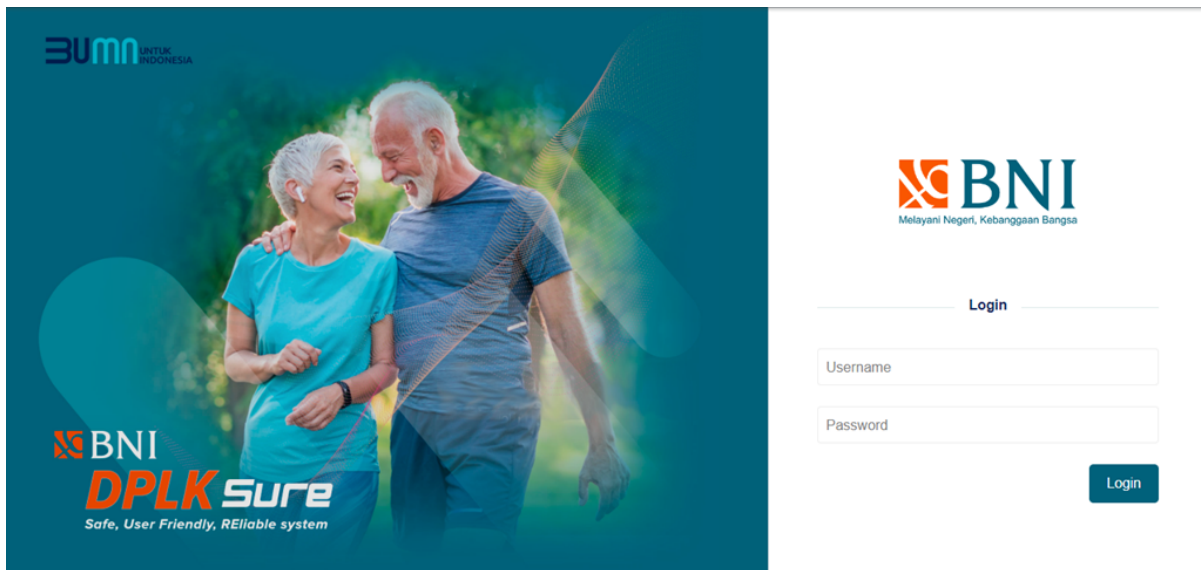 BUMN UNTUK
INDONESIA
BNI
DPLK Sure
Safe, User Friendly, REliable system
BNI
Melayani Negeri, Kebanggaan Bangsa
Login
Username
Password
Login